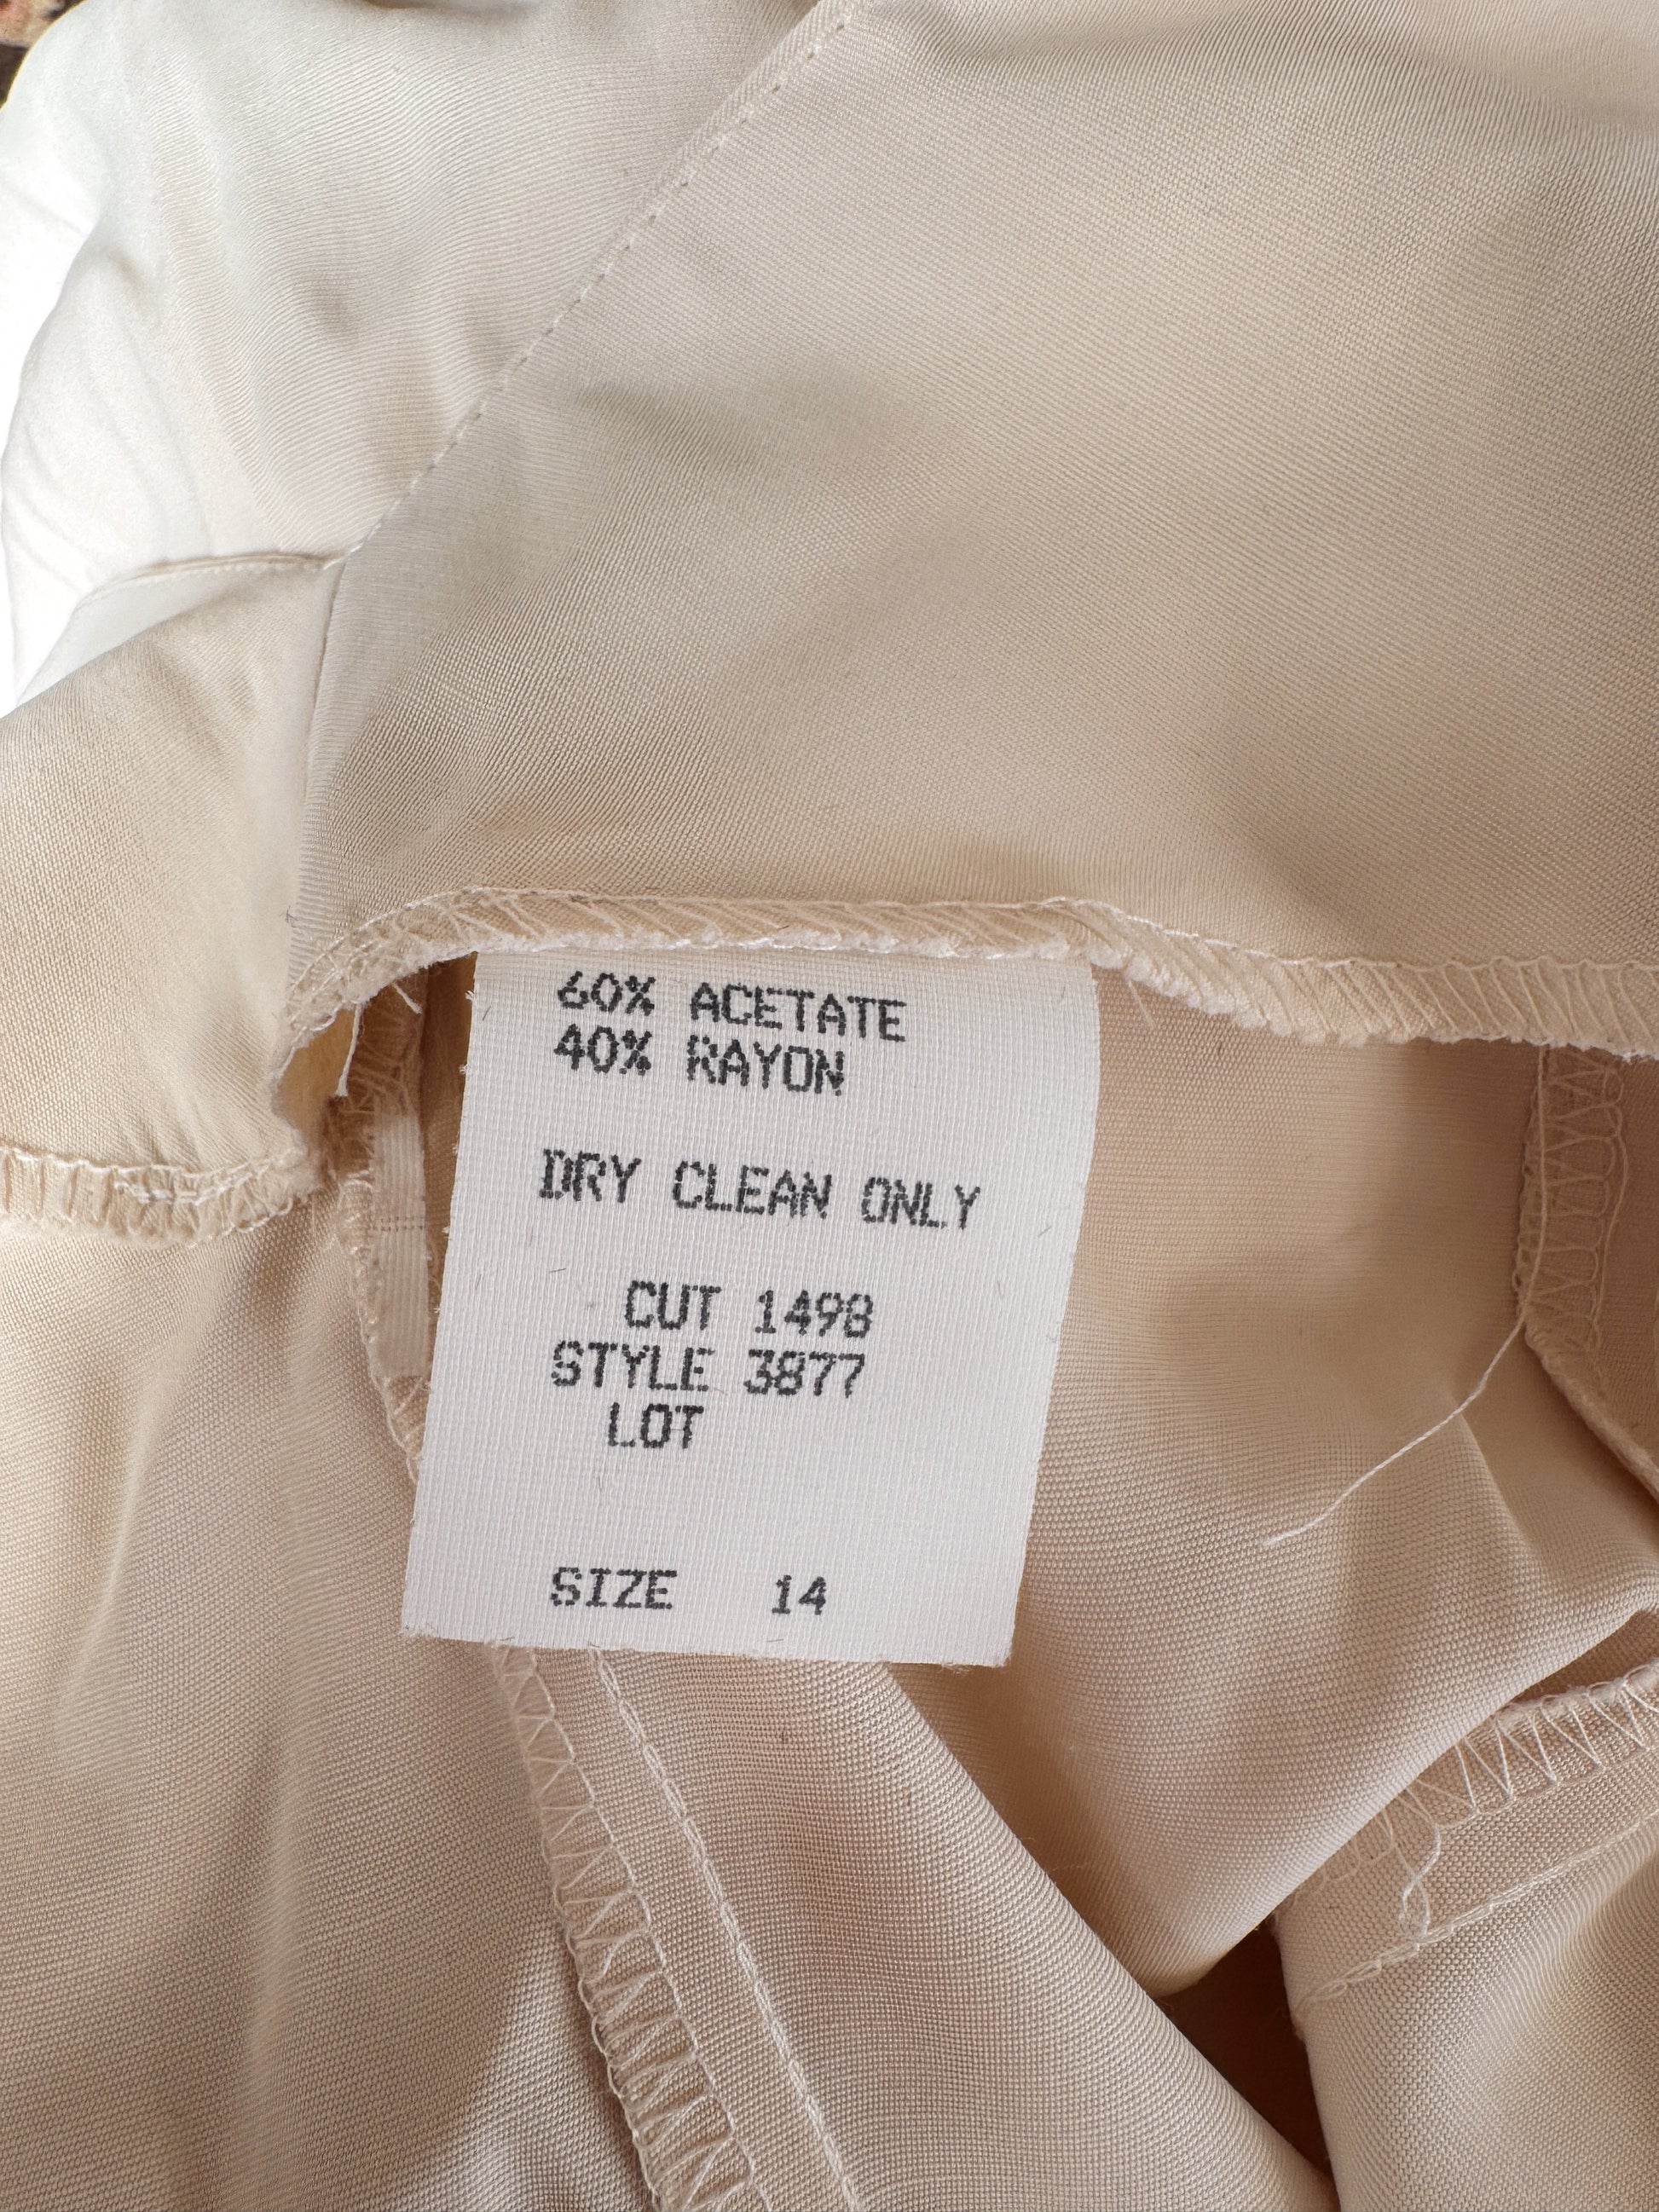 60% ACETATE
40% RAYON
DRY CLEAN ONLY
CUT 1498
STYLE 3877
LOT
SIZE 14